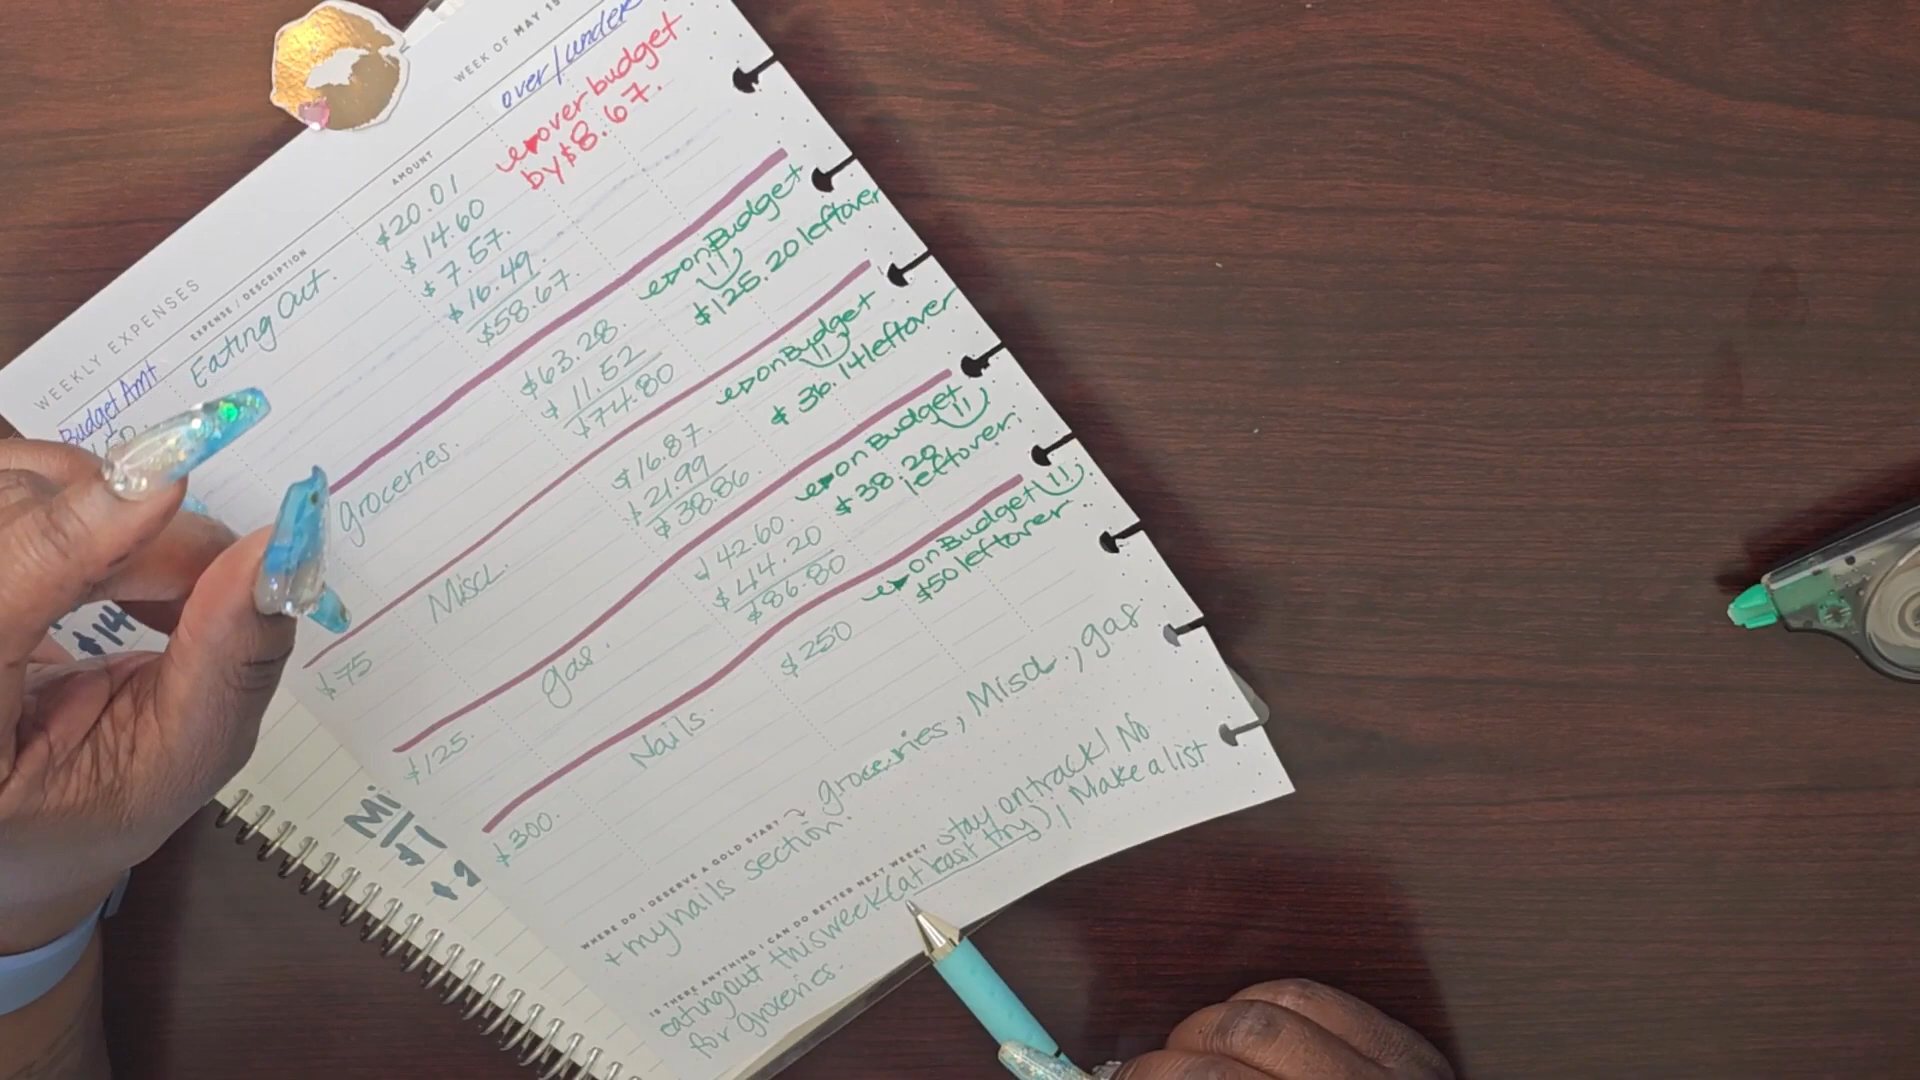 WEEKLY EXPENSES
WEEK OF MAY 15
EXPENSE / DESCRIPTION
AMOUNT
over/under
Budget Amt
Eating Out.
$20.01
$14.60
$7.57.
$16.49
$58.67.
over budget
by $8.67.
groceries.
$63.28.
$11.52
$74.80
on Budget
$125.20 leftover
$75
Miscl.
$16.87.
$21.99
$38.86.
on Budget
$36.14 leftover
$125.
gas.
$42.60.
$44.20
$86.80
on Budget
$38.20
leftover.
$300.
Nails.
$250
on Budget
$50 leftover
WHERE DO I DESERVE A GOLD STAR?
groceries, Miscl., gas
+ my nails section.
IS THERE ANYTHING I CAN DO BETTER NEXT WEEK?
stay on track! No
eating out this week (at least try); Make a list
for groceries.
$14